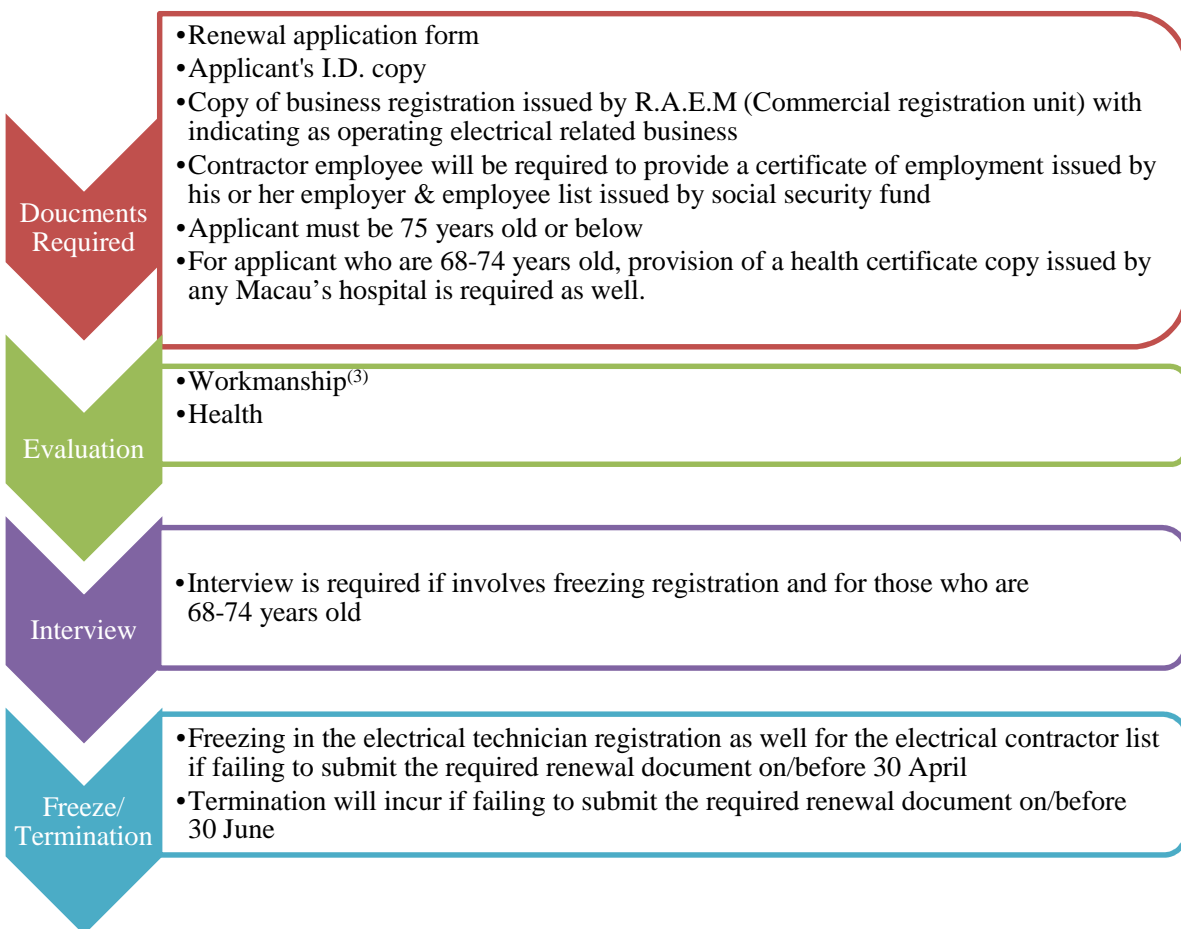 Doucments
Required
•Renewal application form
•Applicant's I.D. copy
•Copy of business registration issued by R.A.E.M (Commercial registration unit) with
indicating as operating electrical related business
•Contractor employee will be required to provide a certificate of employment issued by
his or her employer & employee list issued by social security fund
•Applicant must be 75 years old or below
•For applicant who are 68-74 years old, provision of a health certificate copy issued by
any Macau’s hospital is required as well.
Evaluation
•Workmanship(3)
•Health
Interview
•Interview is required if involves freezing registration and for those who are
68-74 years old
Freeze/
Termination
•Freezing in the electrical technician registration as well for the electrical contractor list
if failing to submit the required renewal document on/before 30 April
•Termination will incur if failing to submit the required renewal document on/before
30 June